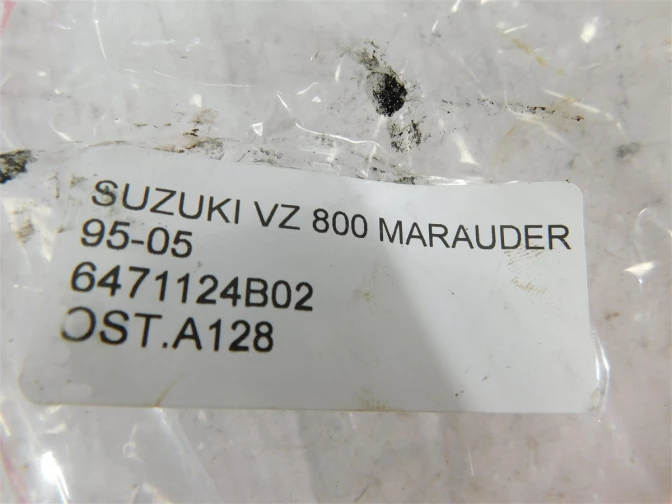 SUZUKI VZ 800 MARAUDER
95-05
6471124B02
OST.A128